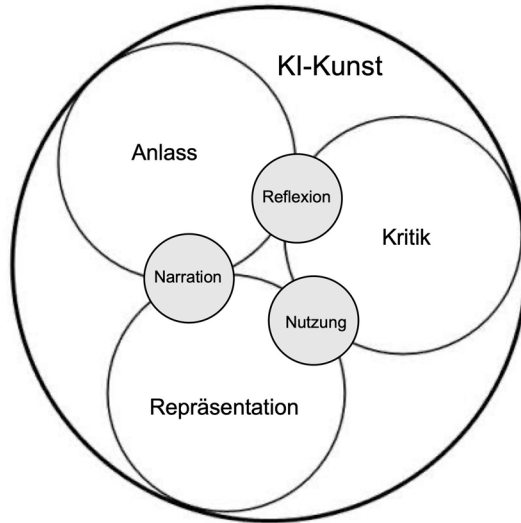 KI-Kunst
Anlass
Reflexion
Kritik
Narration
Nutzung
Repräsentation